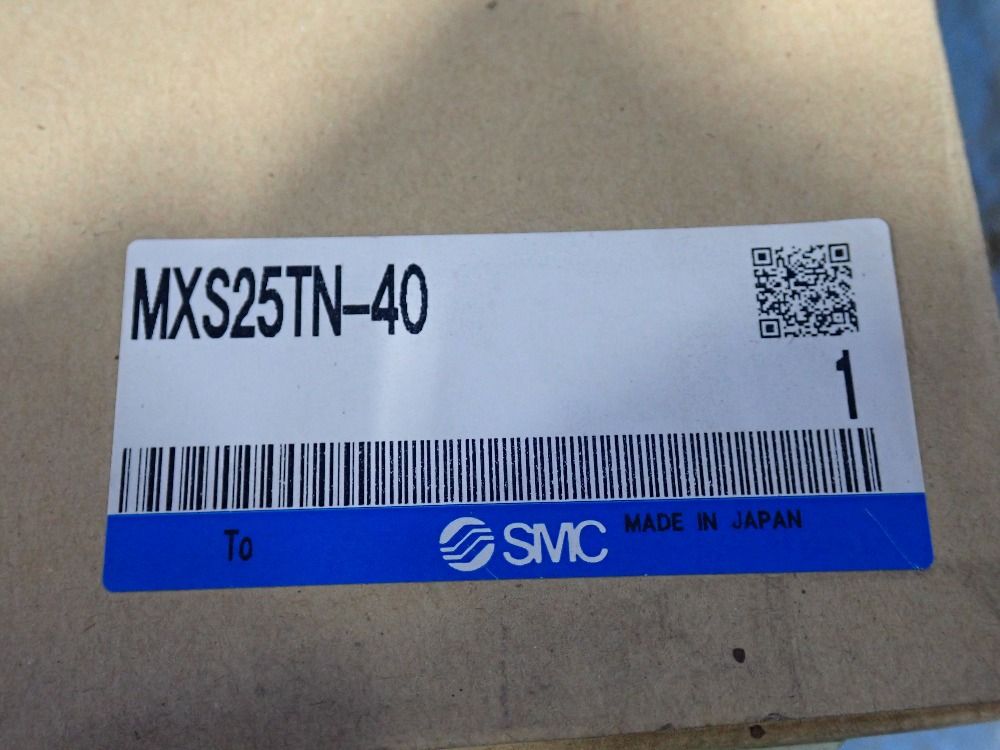 MXS25TN-40
1
To
SMC
MADE IN JAPAN